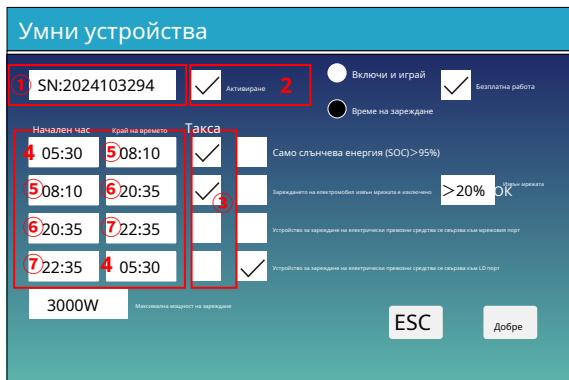 Умни устройства
① SN:2024103294
Активиране 2
Включи и играй
Безплатна работа
Време на зареждане
Начален час Край на времето Такса
4 05:30 ⑤ 08:10
Само слънчева енергия (SOC)>95%)
⑤ 08:10 ⑥ 20:35
③
Зареждането на електромобил извън мрежата е изключено >20% OK Извън мрежата
⑥ 20:35 ⑦ 22:35
Устройство за зареждане на електрически превозни средства се свързва към мрежовия порт
⑦ 22:35 4 05:30
Устройство за зареждане на електрически превозни средства се свързва към LD порт
3000W Максимална мощност на зареждане
ESC Добре